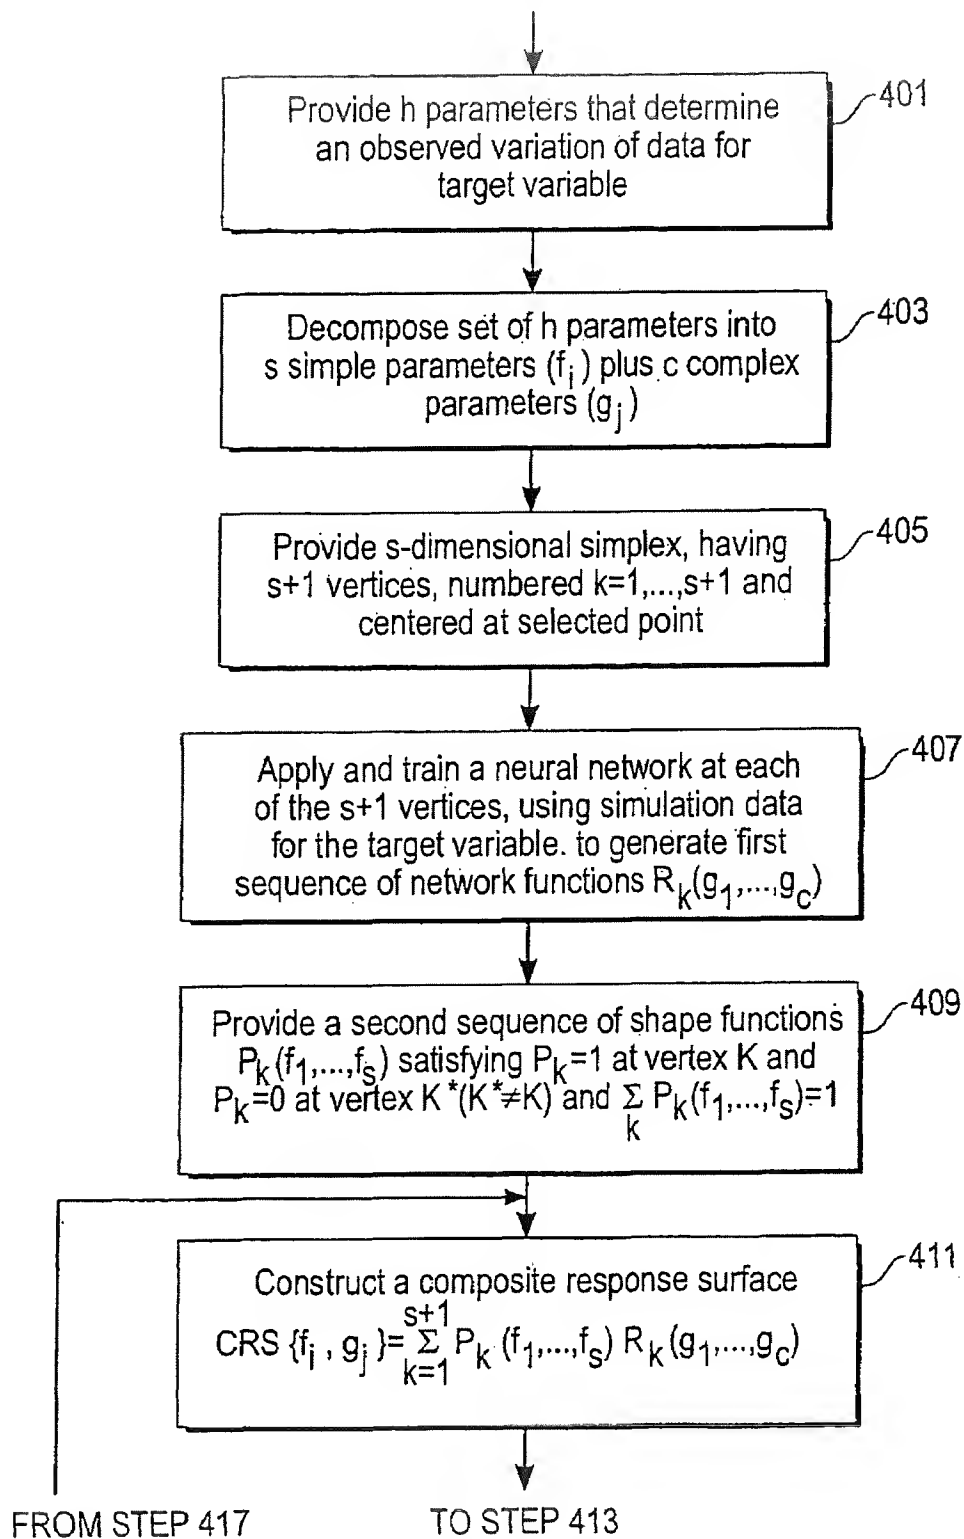 401
Provide h parameters that determine
an observed variation of data for
target variable
403
Decompose set of h parameters into
s simple parameters (f_i) plus c complex
parameters (g_j)
405
Provide s-dimensional simplex, having
s+1 vertices, numbered k=1,...,s+1 and
centered at selected point
407
Apply and train a neural network at each
of the s+1 vertices, using simulation data
for the target variable. to generate first
sequence of network functions R_k(g_1,...,g_c)
409
Provide a second sequence of shape functions
P_k(f_1,...,f_s) satisfying P_k=1 at vertex K and
P_k=0 at vertex K*(K*≠K) and Σ_k P_k(f_1,...,f_s)=1
411
Construct a composite response surface
CRS {f_i , g_j }= Σ_{k=1}^{s+1} P_k (f_1,...,f_s) R_k(g_1,...,g_c)
FROM STEP 417
TO STEP 413